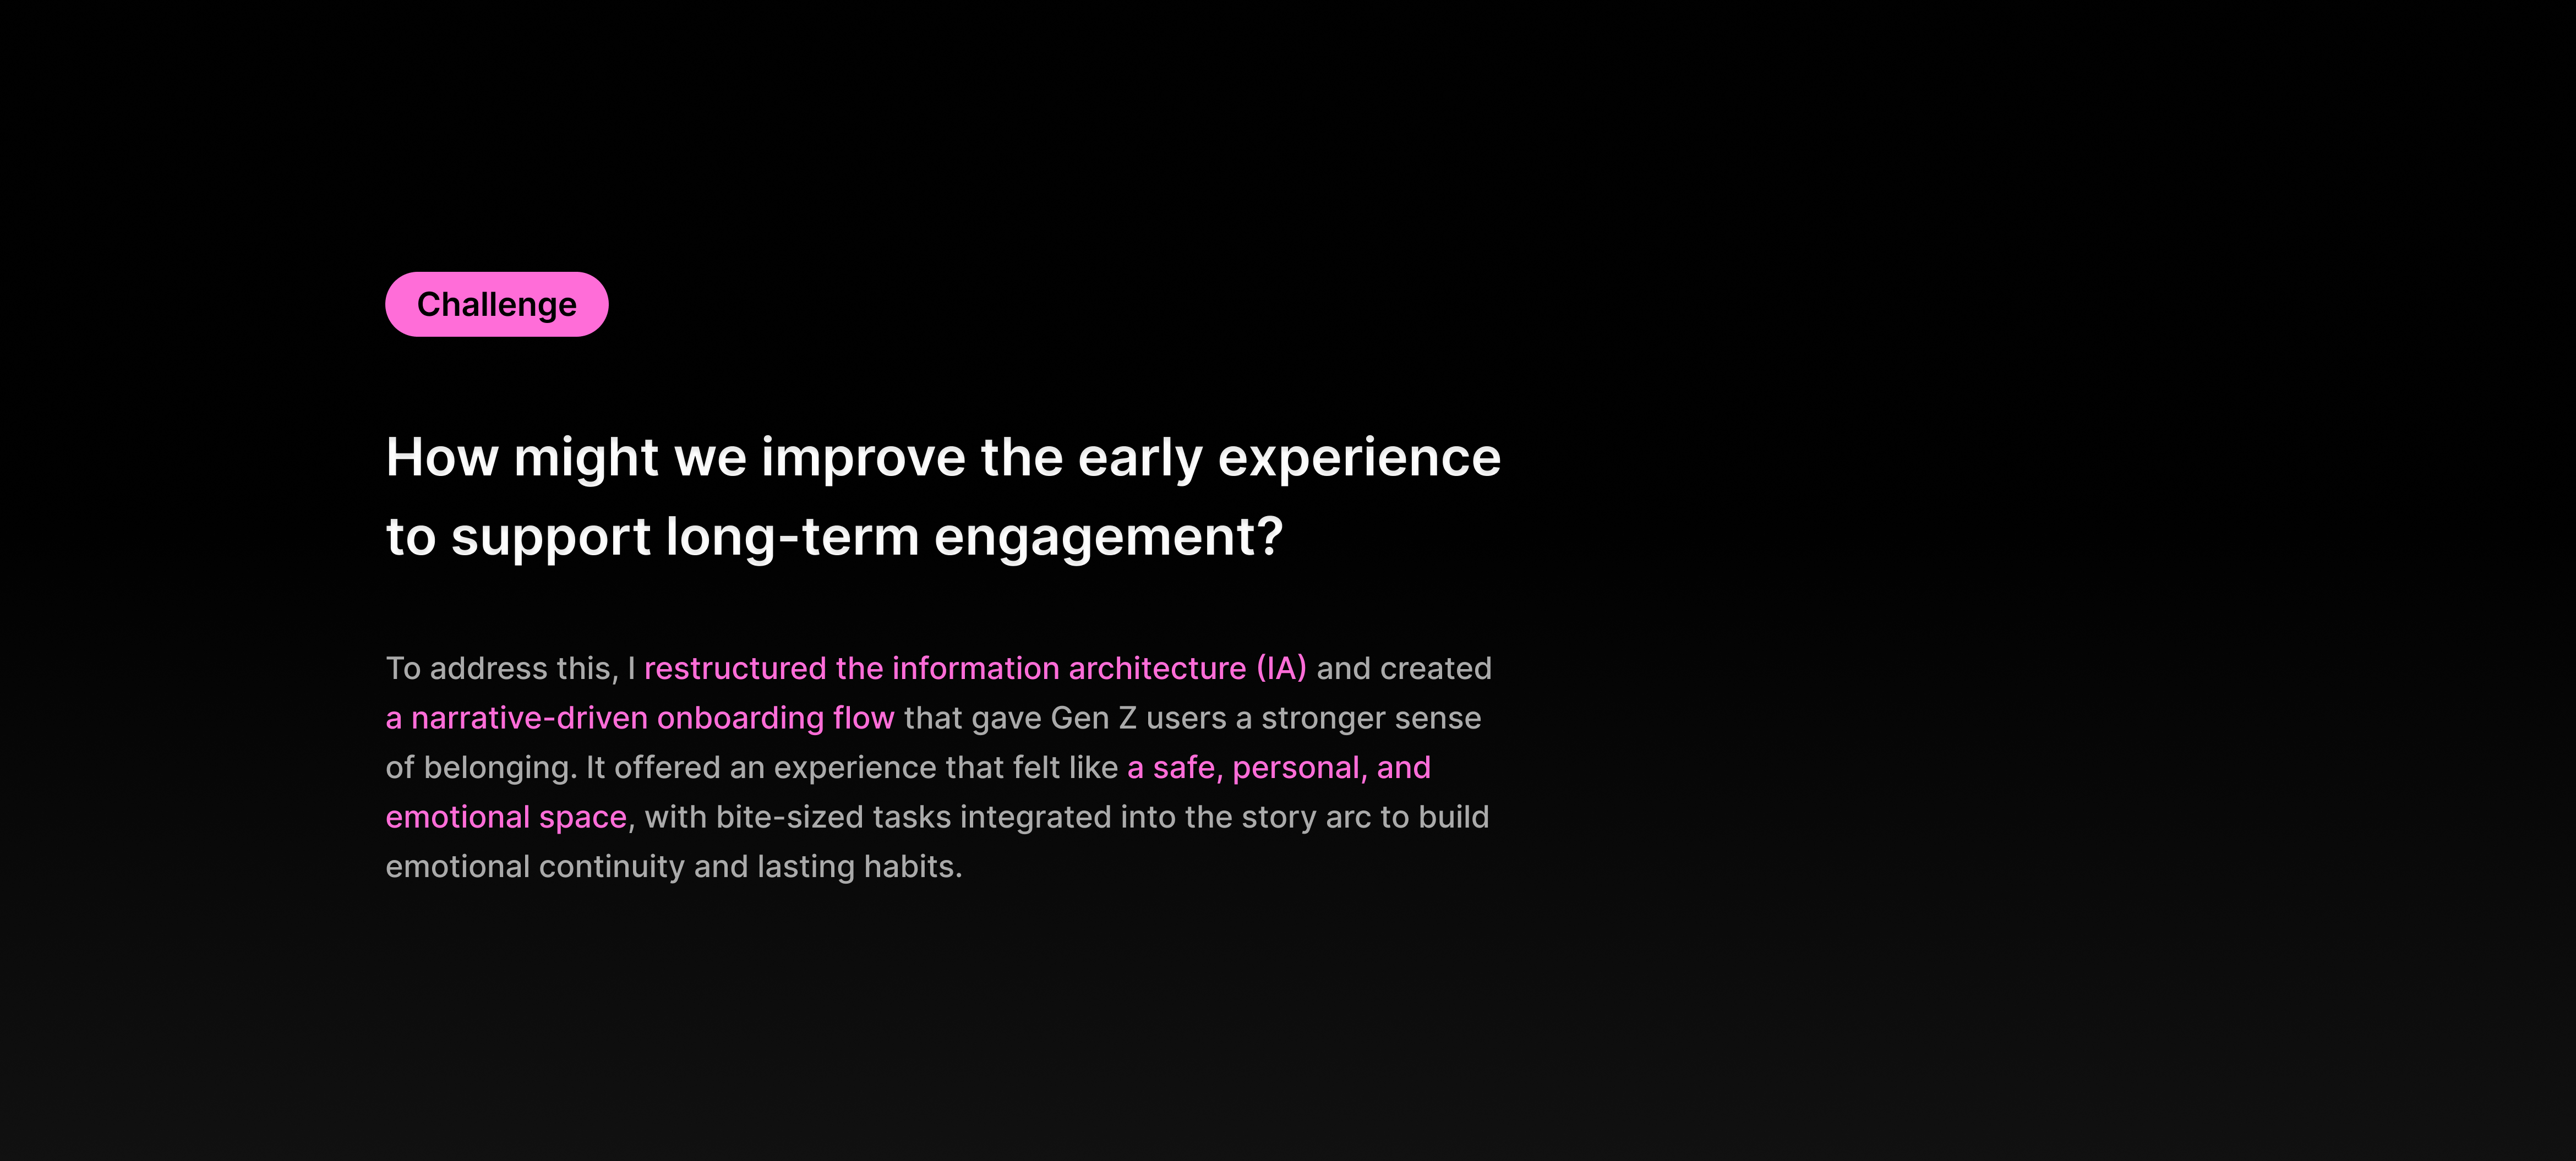 Challenge
How might we improve the early experience
to support long-term engagement?
To address this, I restructured the information architecture (IA) and created
a narrative-driven onboarding flow that gave Gen Z users a stronger sense
of belonging. It offered an experience that felt like a safe, personal, and
emotional space, with bite-sized tasks integrated into the story arc to build
emotional continuity and lasting habits.